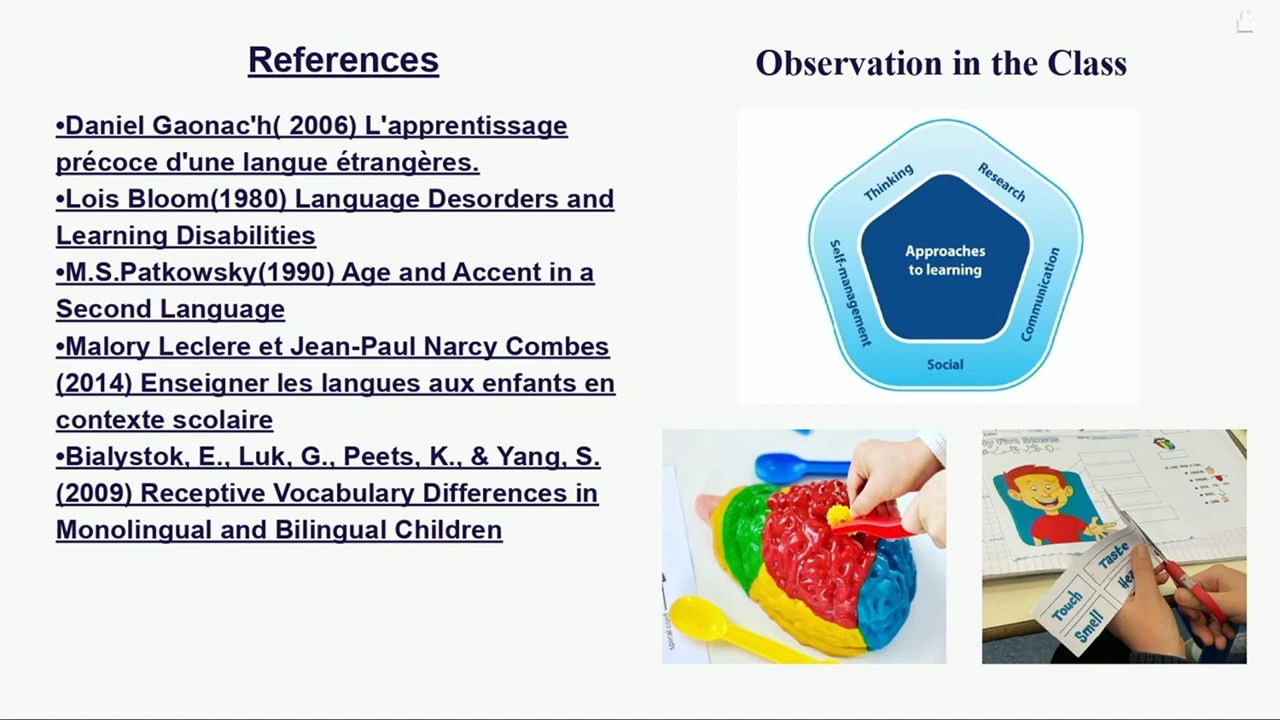 References
•Daniel Gaonac'h( 2006) L'apprentissage
précoce d'une langue étrangères.
•Lois Bloom(1980) Language Desorders and
Learning Disabilities
•M.S.Patkowsky(1990) Age and Accent in a
Second Language
•Malory Leclere et Jean-Paul Narcy Combes
(2014) Enseigner les langues aux enfants en
contexte scolaire
•Bialystok, E., Luk, G., Peets, K., & Yang, S.
(2009) Receptive Vocabulary Differences in
Monolingual and Bilingual Children
Observation in the Class
Thinking
Research
Approaches
to learning
Self-management
Communication
Social
Taste
Touch
Smell